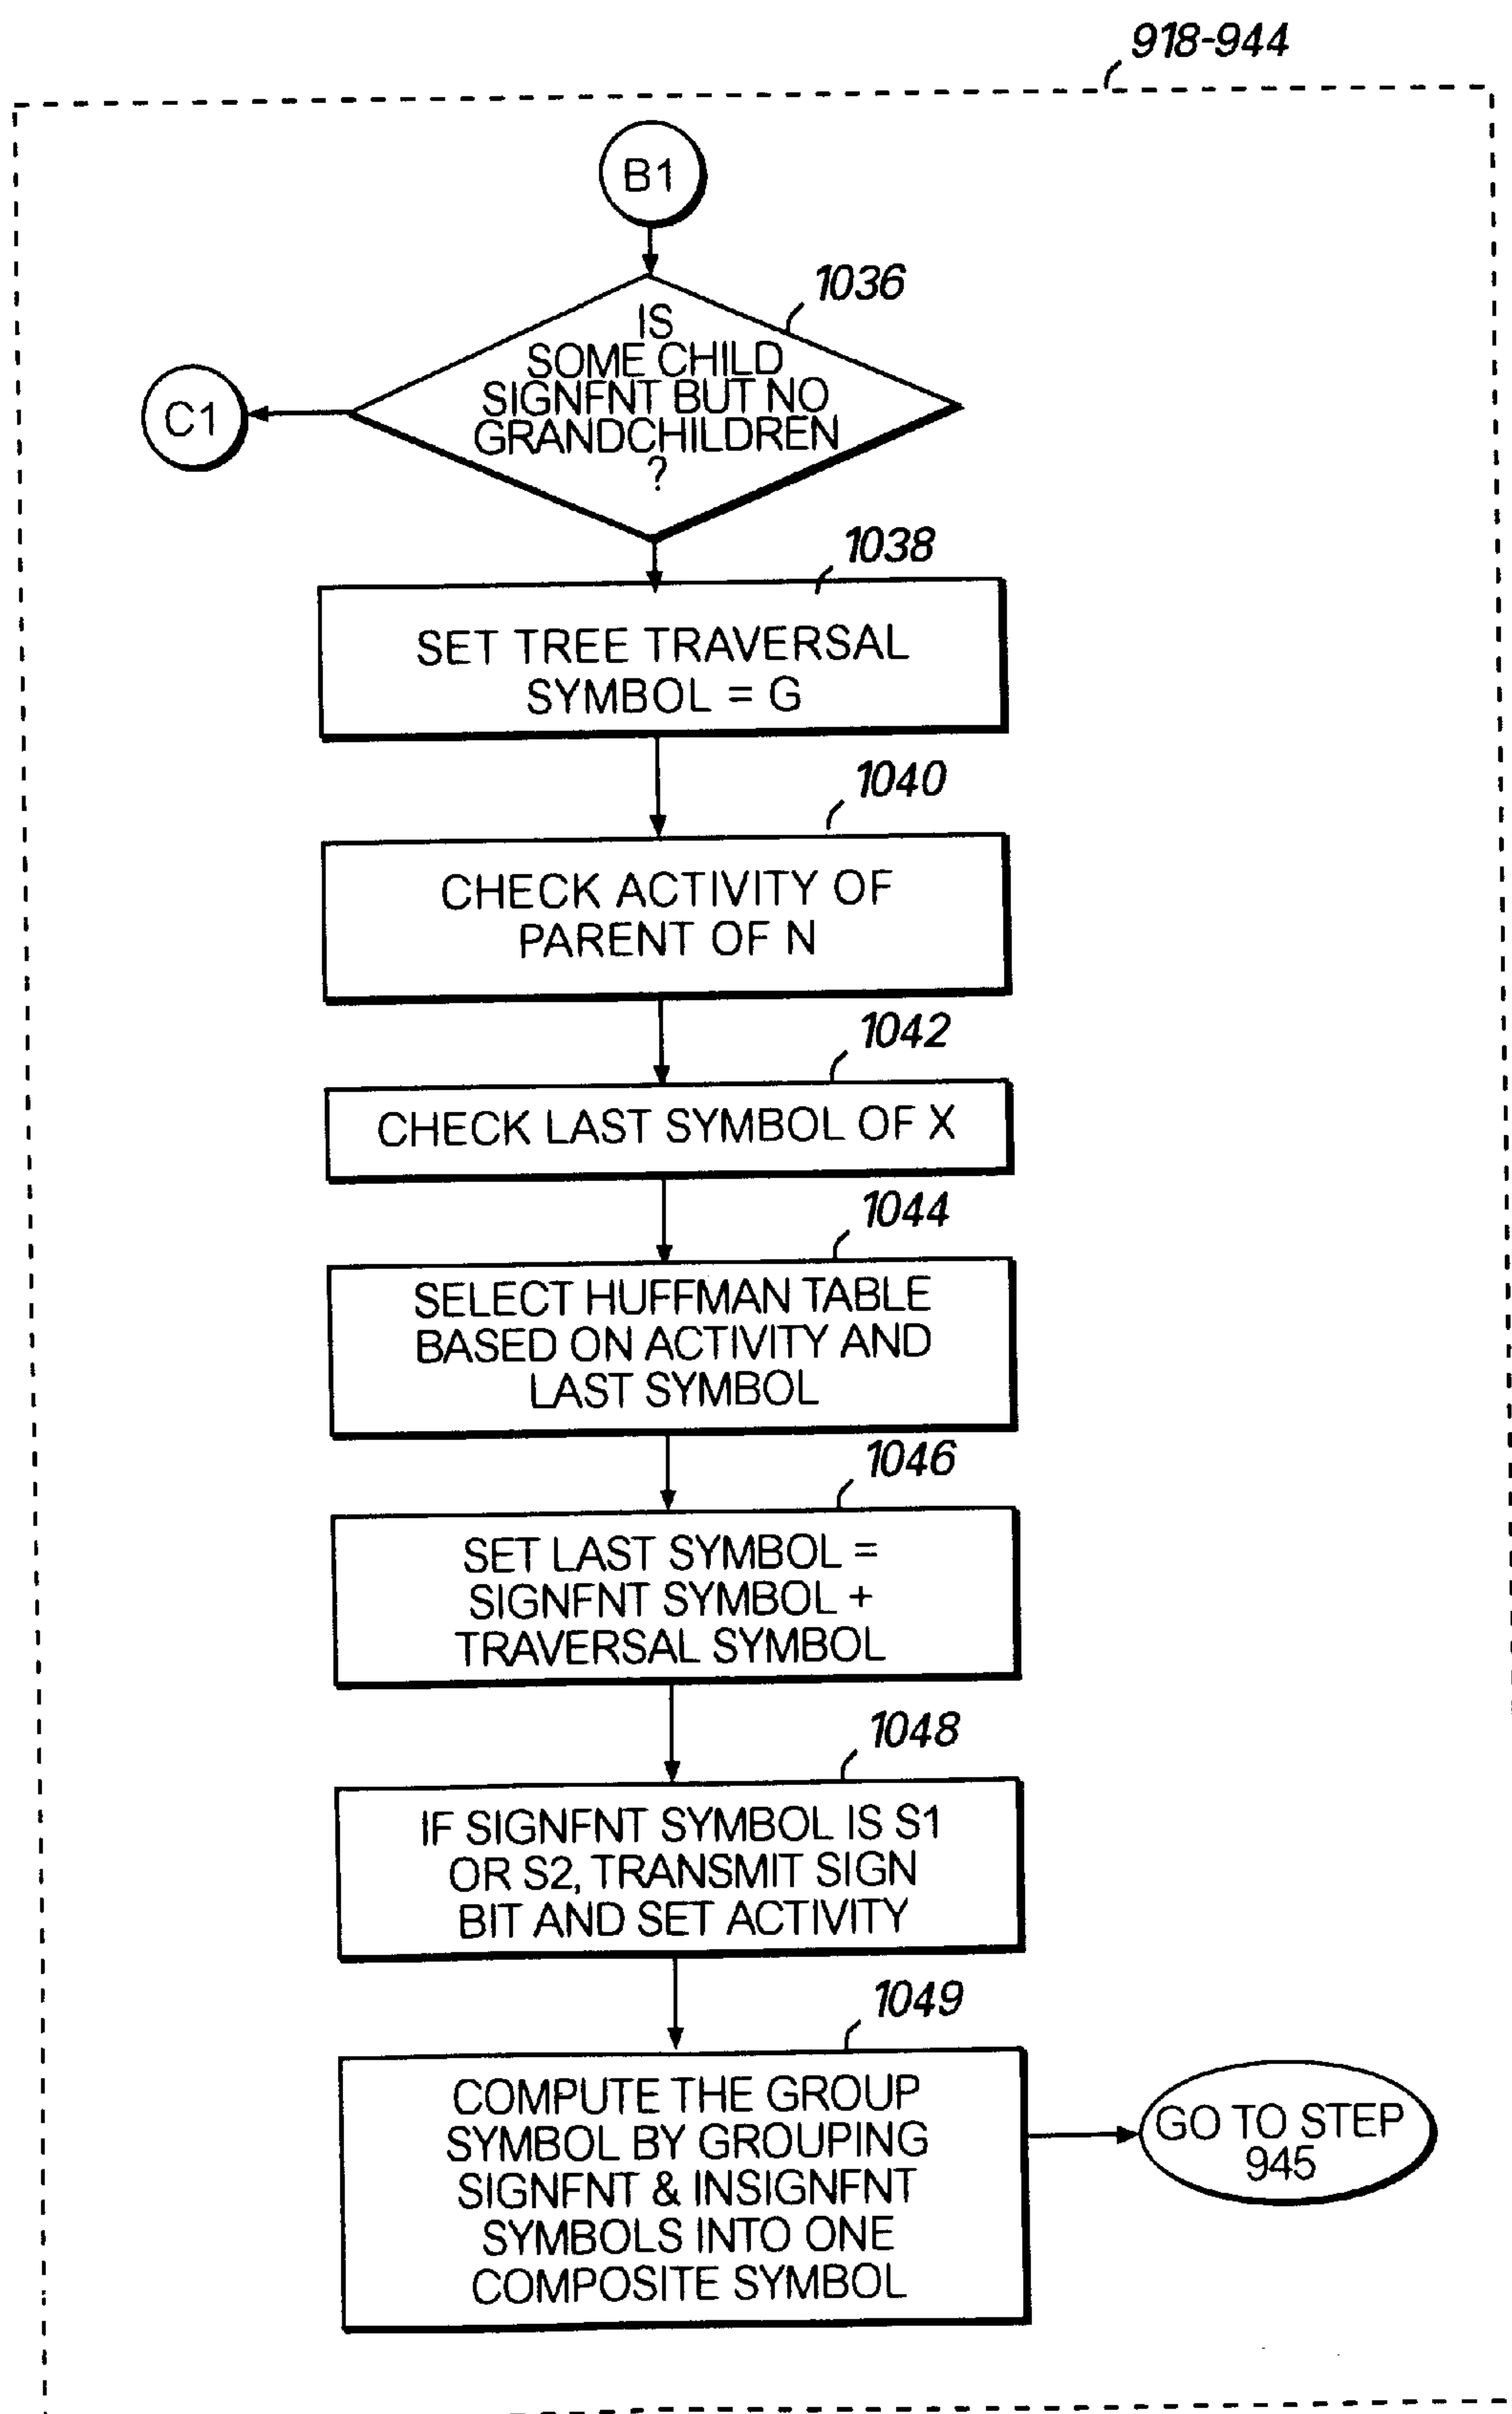 918-944
B1
1036
IS
SOME CHILD
SIGNFNT BUT NO
GRANDCHILDREN
?
C1
1038
SET TREE TRAVERSAL
SYMBOL = G
1040
CHECK ACTIVITY OF
PARENT OF N
1042
CHECK LAST SYMBOL OF X
1044
SELECT HUFFMAN TABLE
BASED ON ACTIVITY AND
LAST SYMBOL
1046
SET LAST SYMBOL =
SIGNFNT SYMBOL +
TRAVERSAL SYMBOL
1048
IF SIGNFNT SYMBOL IS S1
OR S2, TRANSMIT SIGN
BIT AND SET ACTIVITY
1049
COMPUTE THE GROUP
SYMBOL BY GROUPING
SIGNFNT & INSIGNFNT
SYMBOLS INTO ONE
COMPOSITE SYMBOL
GO TO STEP
945